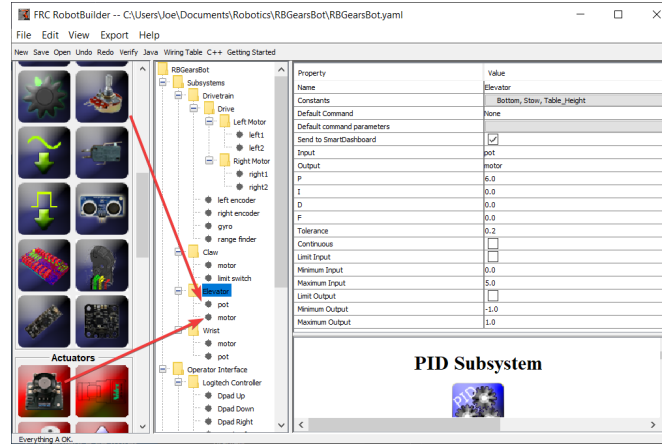 FRC RobotBuilder -- C:\Users\Joe\Documents\Robotics\RBGearsBot\RBGearsBot.yaml
File Edit View Export Help
New Save Open Undo Redo Verify Java Wiring Table C++ Getting Started
Actuators
RBGearsBot
Subsystems
Drivetrain
Drive
Left Motor
left1
left2
Right Motor
right1
right2
left encoder
right encoder
gyro
range finder
Claw
motor
limit switch
Elevator
pot
motor
Wrist
motor
pot
Operator Interface
Logitech Controller
Dpad Up
Dpad Down
Dpad Right
Property Value
Name Elevator
Constants Bottom, Stow, Table_Height
Default Command None
Default command parameters
Send to SmartDashboard
Input pot
Output motor
P 6.0
I 0.0
D 0.0
F 0.0
Tolerance 0.2
Continuous
Limit Input
Minimum Input 0.0
Maximum Input 5.0
Limit Output
Minimum Output -1.0
Maximum Output 1.0
PID Subsystem
PID
Everything A OK.